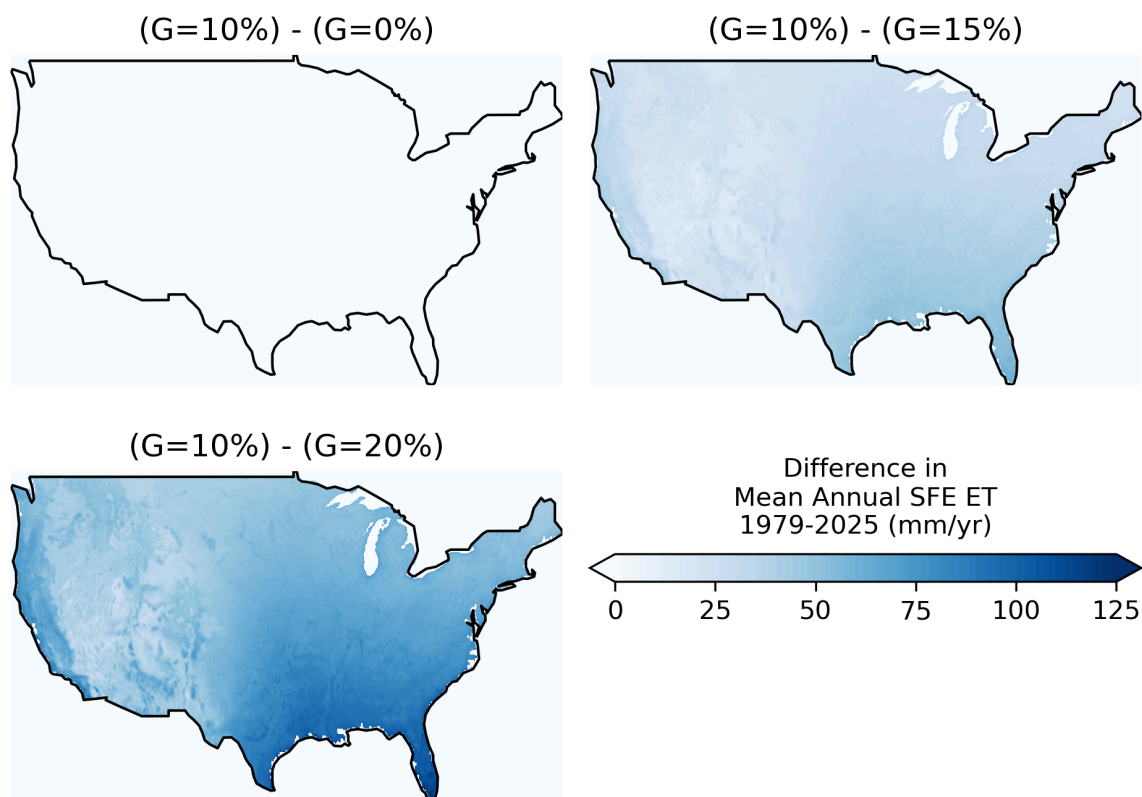 (G=10%) - (G=0%)
(G=10%) - (G=15%)
(G=10%) - (G=20%)
Difference in
Mean Annual SFE ET
1979-2025 (mm/yr)
0 25 50 75 100 125